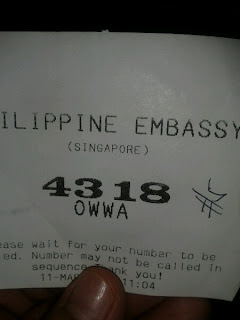 ILIPPINE EMBASSY
(SINGAPORE)
4318
OWWA
ease wait for your number to be
ed. Number may not be called in
sequence ank you!
11-MAR 11:04